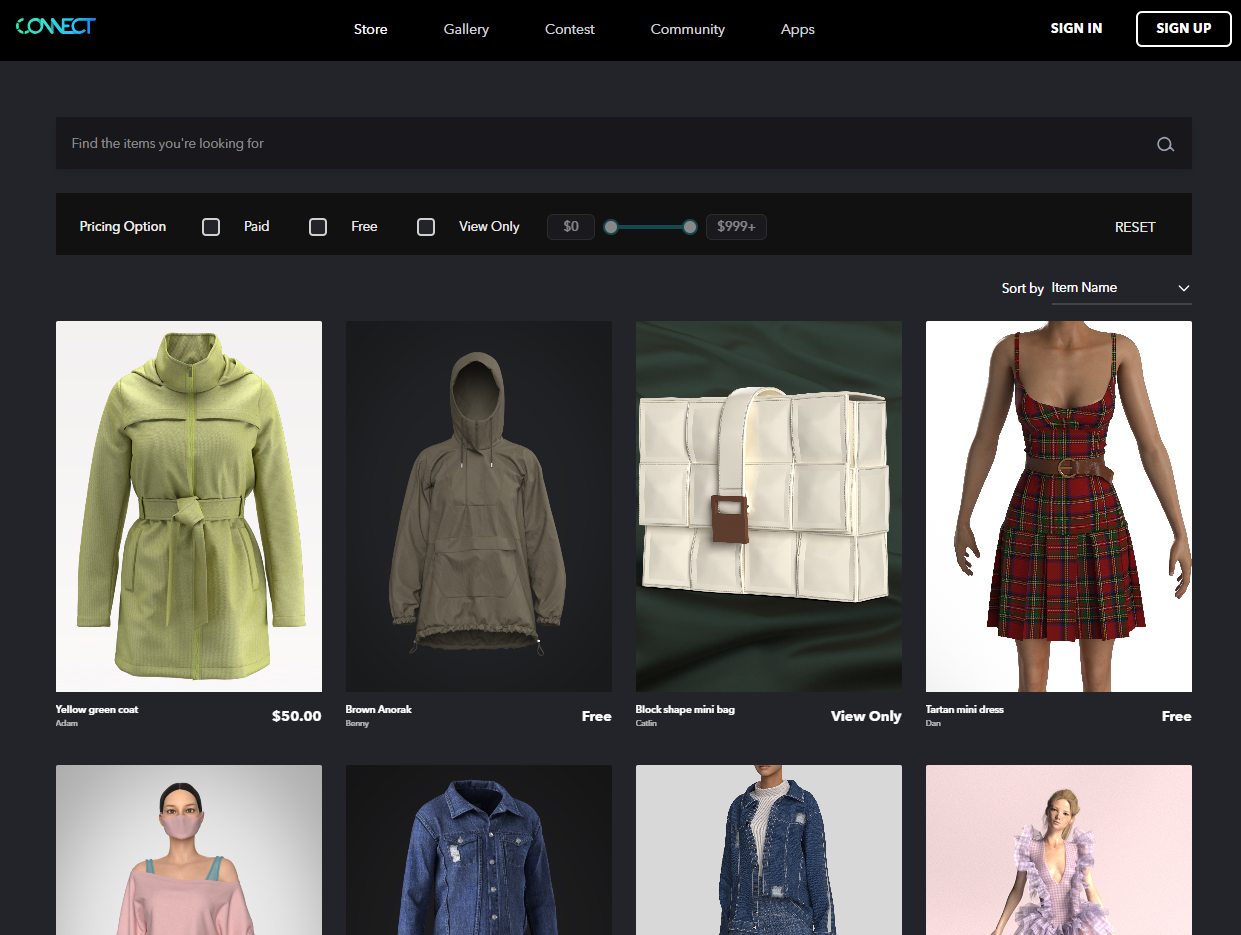 CONNECT
Store
Gallery
Contest
Community
Apps
SIGN IN
SIGN UP
Find the items you're looking for
Pricing Option
Paid
Free
View Only
$0
$999+
RESET
Sort by
Item Name
Yellow green coat
Adam
$50.00
Brown Anorak
Benny
Free
Block shape mini bag
Catlin
View Only
Tartan mini dress
Dan
Free